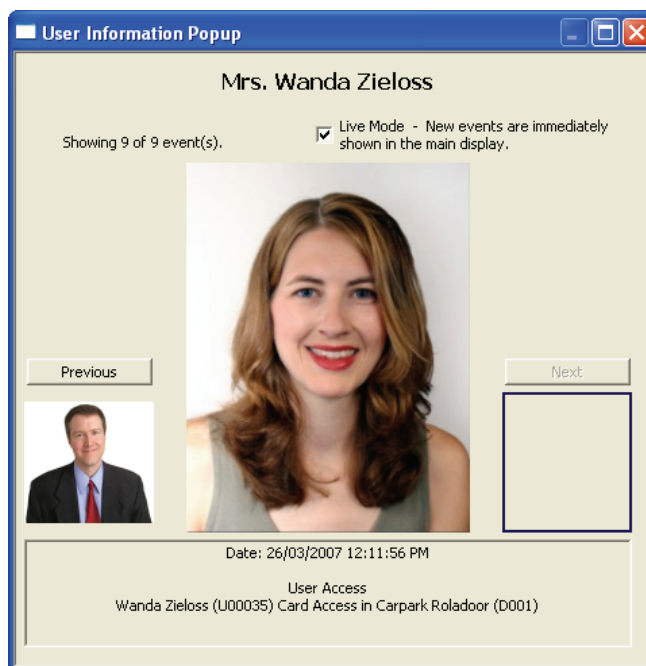 User Information Popup
Mrs. Wanda Zieloss
Showing 9 of 9 event(s).
Live Mode - New events are immediately
shown in the main display.
Previous
Next
Date: 26/03/2007 12:11:56 PM
User Access
Wanda Zieloss (U00035) Card Access in Carpark Roladoor (D001)